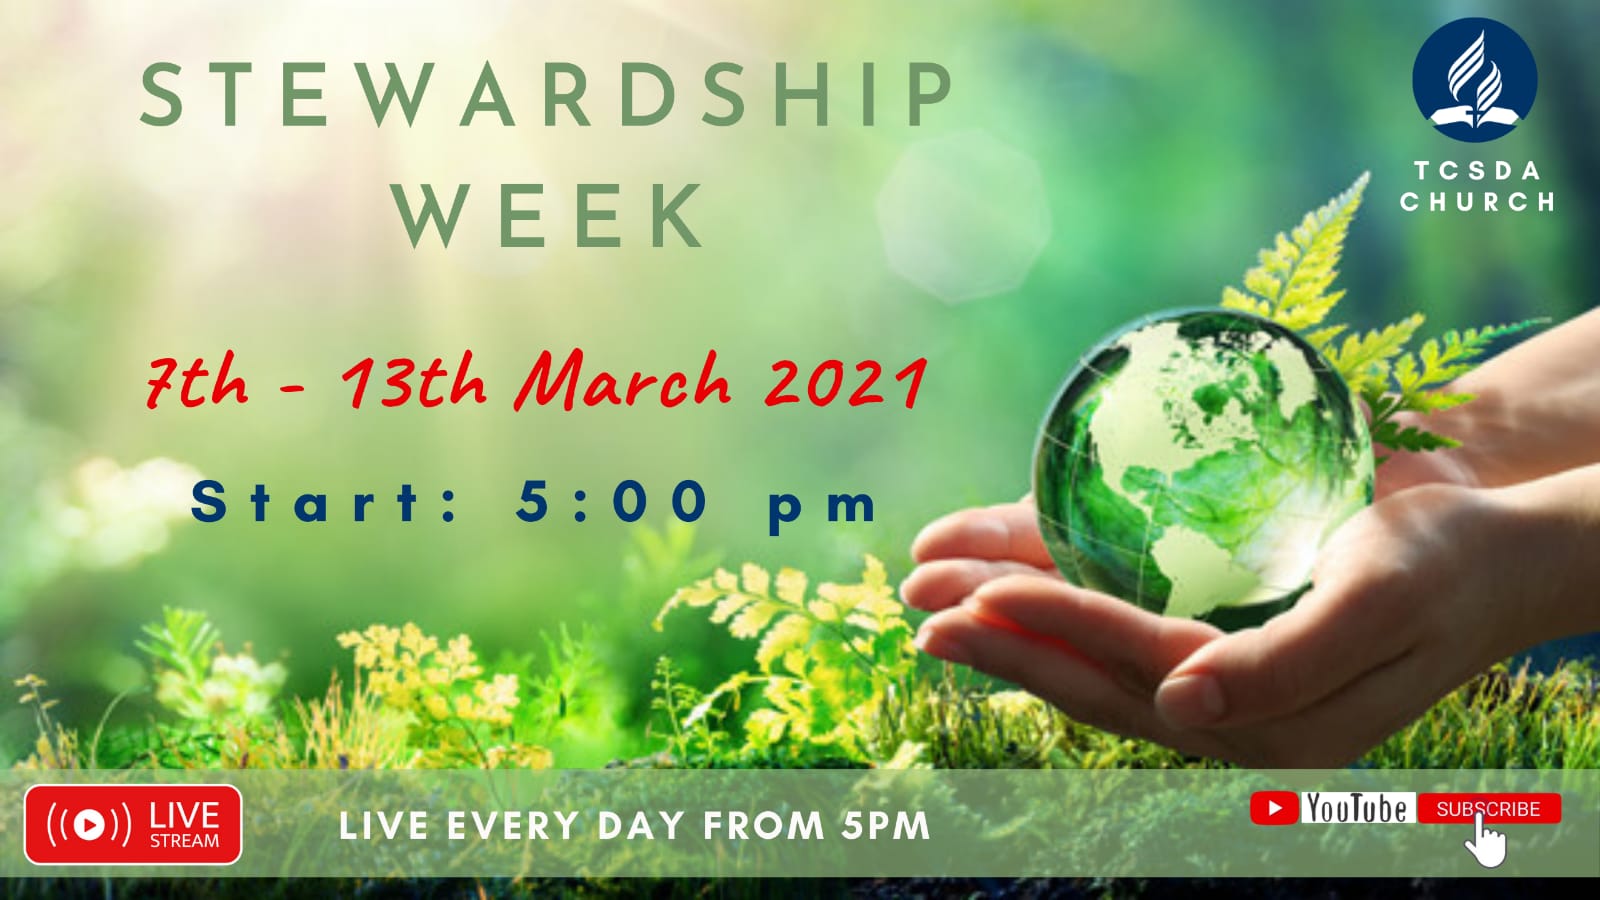 STEWARDSHIP
WEEK
TCSDA
CHURCH
7th - 13th March 2021
Start: 5:00 pm
LIVE
STREAM
LIVE EVERY DAY FROM 5PM
YouTube
SUBSCRIBE